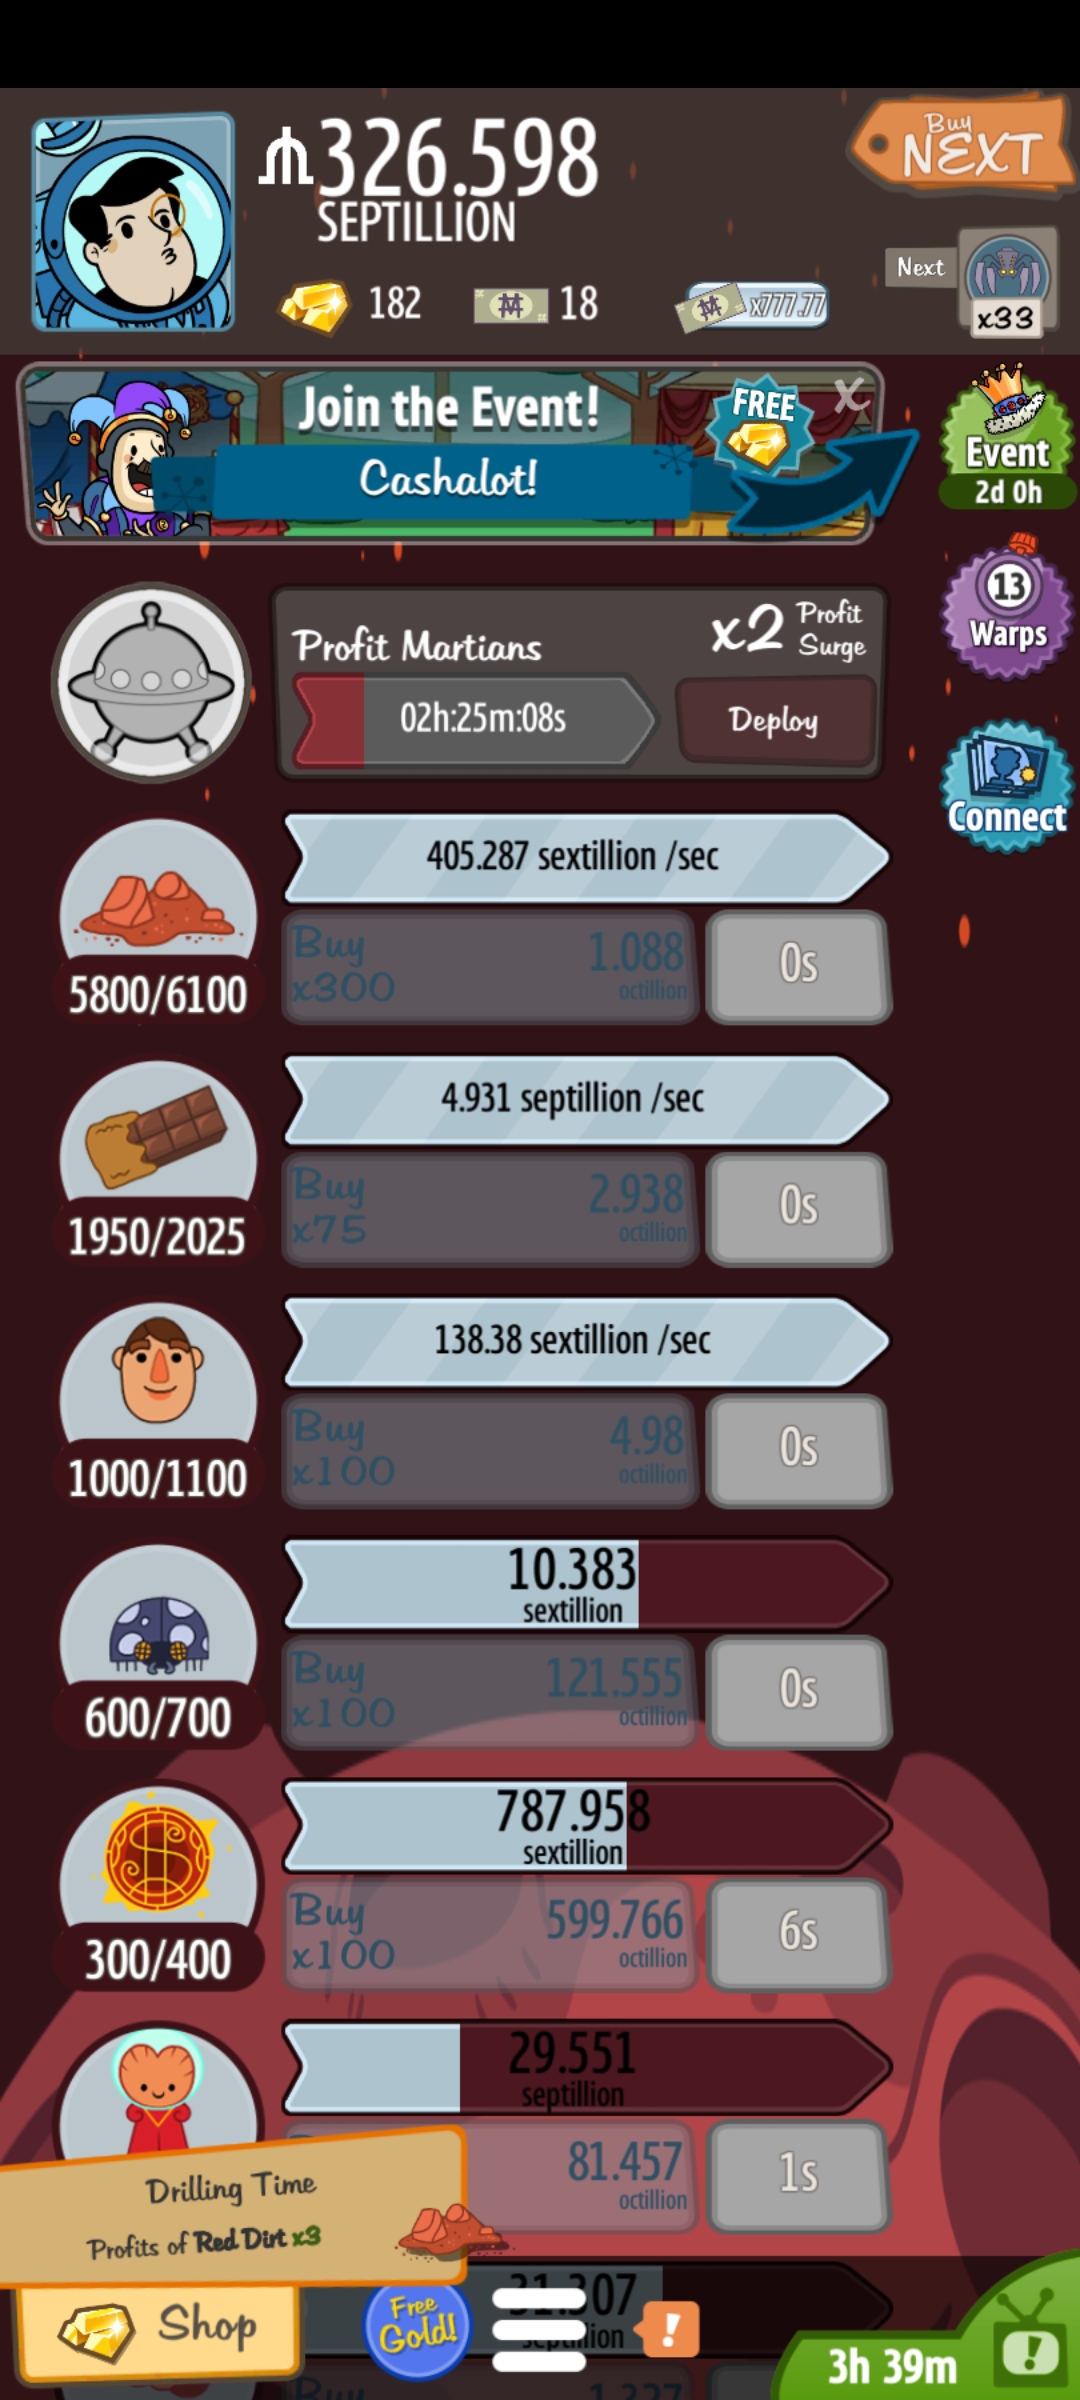 326.598
SEPTILLION
Buy
NEXT
182
18
x777.77
Next
x33
Join the Event!
FREE
X
Cashalot!
Event
2d 0h
13
Warps
Connect
Profit Martians
x2 Profit Surge
02h:25m:08s
Deploy
405.287 sextillion /sec
Buy x300
1.088 octillion
0s
5800/6100
4.931 septillion /sec
Buy x75
2.938 octillion
0s
1950/2025
138.38 sextillion /sec
Buy x100
4.98 octillion
0s
1000/1100
10.383
sextillion
Buy x100
121.555 octillion
0s
600/700
787.958
sextillion
Buy x100
599.766 octillion
6s
300/400
29.551
septillion
81.457 octillion
1s
Drilling Time
Profits of Red Dirt x3
31.307
septillion
Shop
Free Gold!
!
3h 39m
!
Buy
1.327